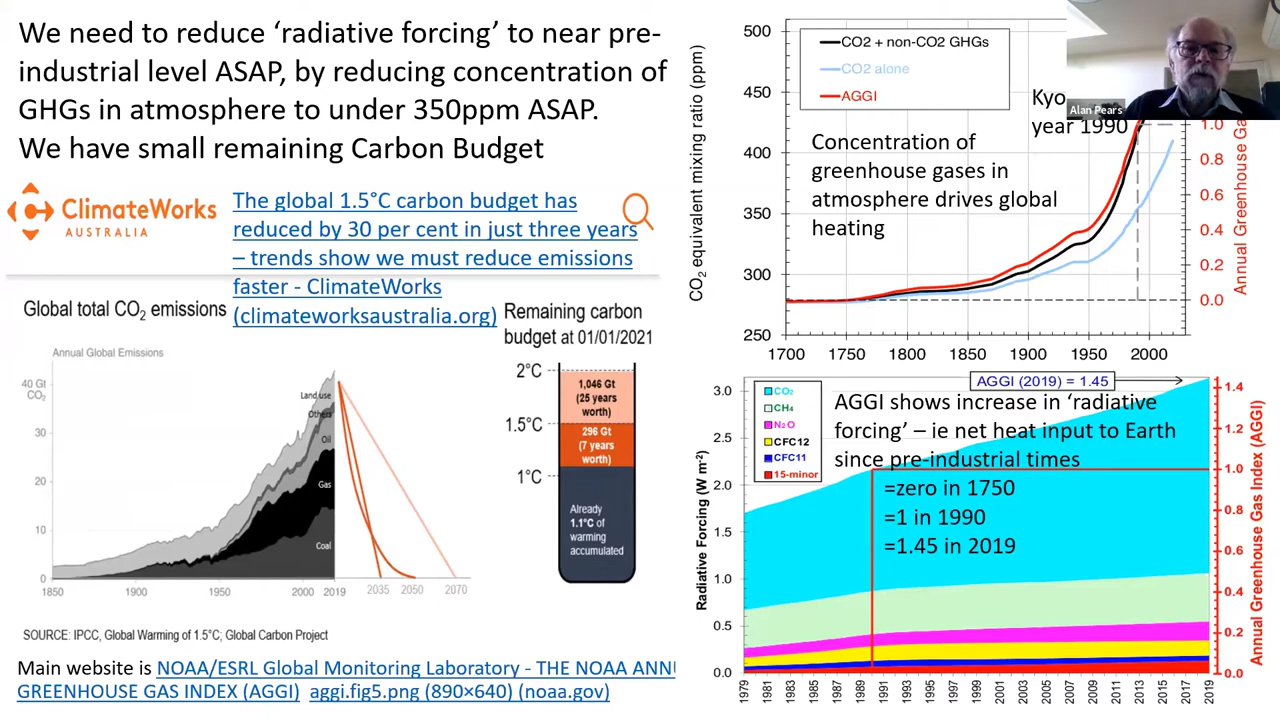 We need to reduce ‘radiative forcing’ to near pre-
industrial level ASAP, by reducing concentration of
GHGs in atmosphere to under 350ppm ASAP.
We have small remaining Carbon Budget
ClimateWorks
AUSTRALIA
The global 1.5°C carbon budget has
reduced by 30 per cent in just three years
– trends show we must reduce emissions
faster - ClimateWorks
(climateworksaustralia.org)
Global total CO₂ emissions
Annual Global Emissions
40 Gt
CO₂
30
20
10
0
Land use
Others
Oil
Gas
Coal
1850
1900
1950
2000
2019
2035
2050
2070
Remaining carbon
budget at 01/01/2021
2°C
1.5°C
1°C
1,046 Gt
(25 years
worth)
296 Gt
(7 years
worth)
Already
1.1°C of
warming
accumulated
SOURCE: IPCC, Global Warming of 1.5°C; Global Carbon Project
Main website is NOAA/ESRL Global Monitoring Laboratory - THE NOAA ANNU
GREENHOUSE GAS INDEX (AGGI) aggi.fig5.png (890×640) (noaa.gov)
CO₂ equivalent mixing ratio (ppm)
500
450
400
350
300
250
CO2 + non-CO2 GHGs
CO2 alone
AGGI
Kyo
year 1990
Alan Pears
Concentration of
greenhouse gases in
atmosphere drives global
heating
1.0
0.8
0.6
0.4
0.2
0.0
Annual Greenhouse Ga
1700
1750
1800
1850
1900
1950
2000
AGGI (2019) = 1.45
Radiative Forcing (W m⁻²)
3.0
2.5
2.0
1.5
1.0
0.5
0.0
CO₂
CH₄
N₂O
CFC12
CFC11
15-minor
AGGI shows increase in ‘radiative
forcing’ – ie net heat input to Earth
since pre-industrial times
=zero in 1750
=1 in 1990
=1.45 in 2019
1.4
1.2
1.0
0.8
0.6
0.4
0.2
0.0
Annual Greenhouse Gas Index (AGGI)
1979
1981
1983
1985
1987
1989
1991
1993
1995
1997
1999
2001
2003
2005
2007
2009
2011
2013
2015
2017
2019